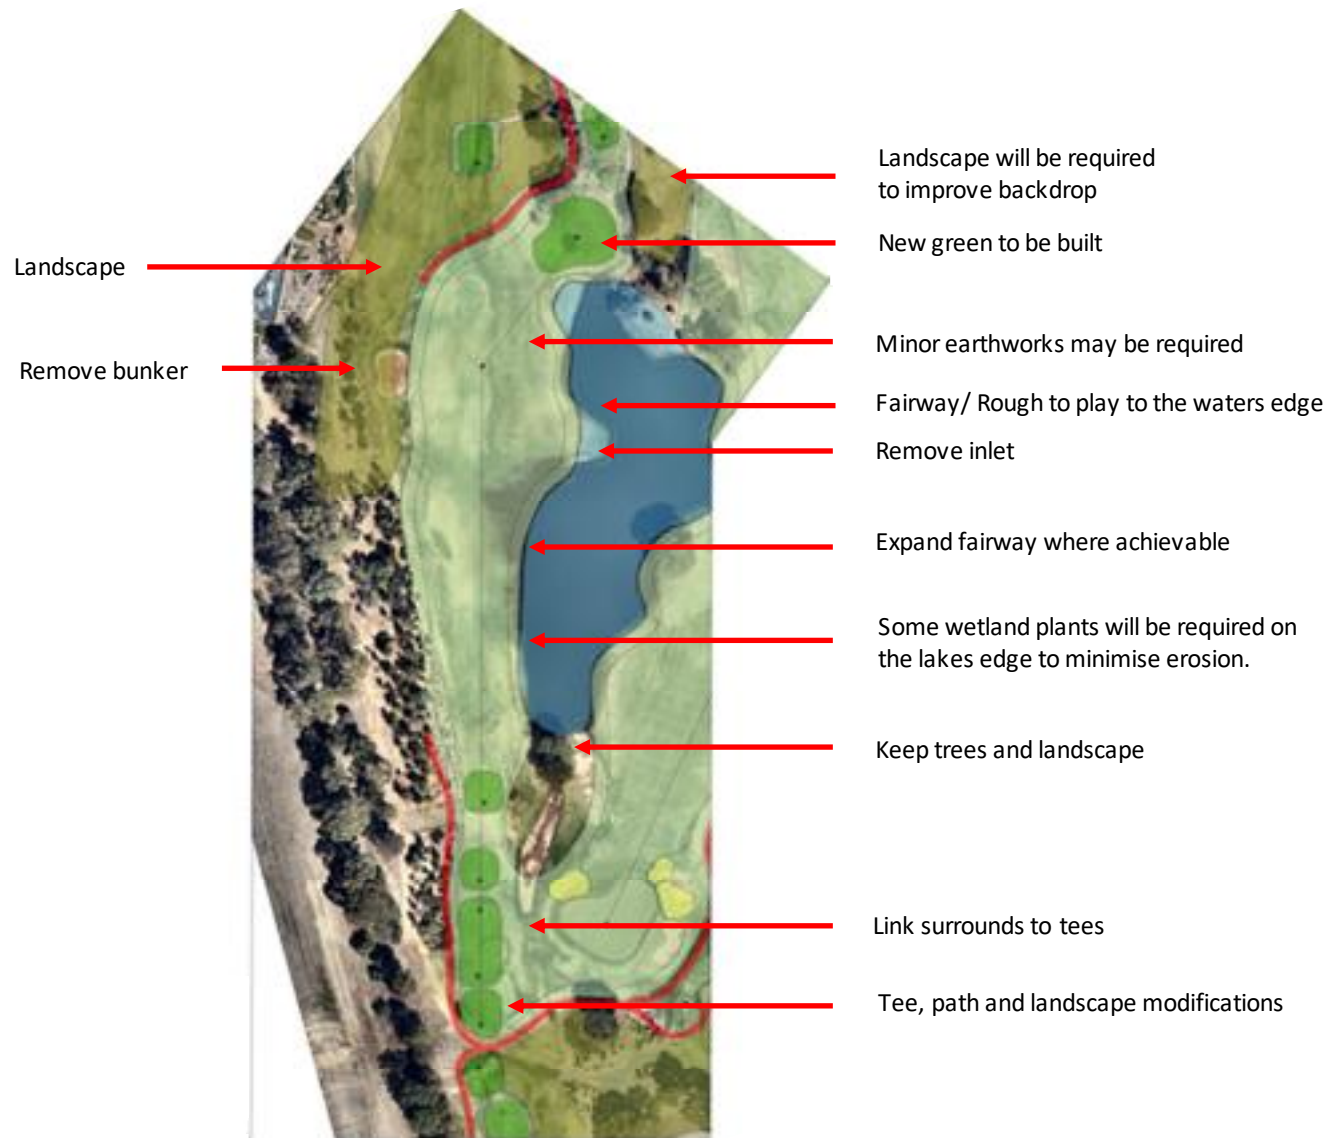 Landscape will be required
to improve backdrop
New green to be built
Landscape
Minor earthworks may be required
Remove bunker
Fairway/ Rough to play to the waters edge
Remove inlet
Expand fairway where achievable
Some wetland plants will be required on
the lakes edge to minimise erosion.
Keep trees and landscape
Link surrounds to tees
Tee, path and landscape modifications